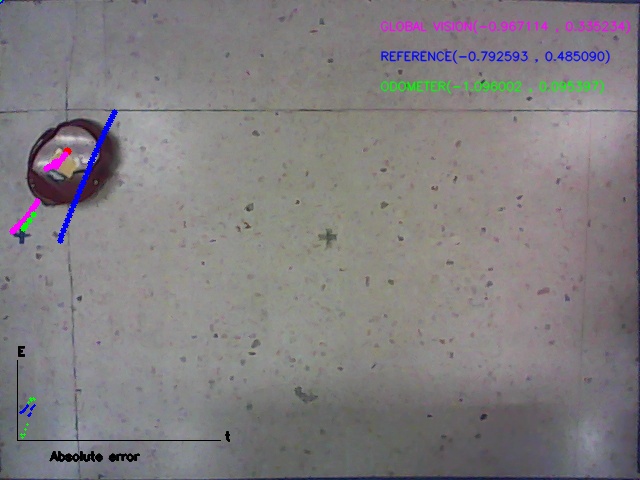 GLOBAL VISION(-0.967114 , 0.335234)
REFERENCE(-0.792593 , 0.485090)
ODOMETER(-1.096002 , 0.095397)
E
t
Absolute error